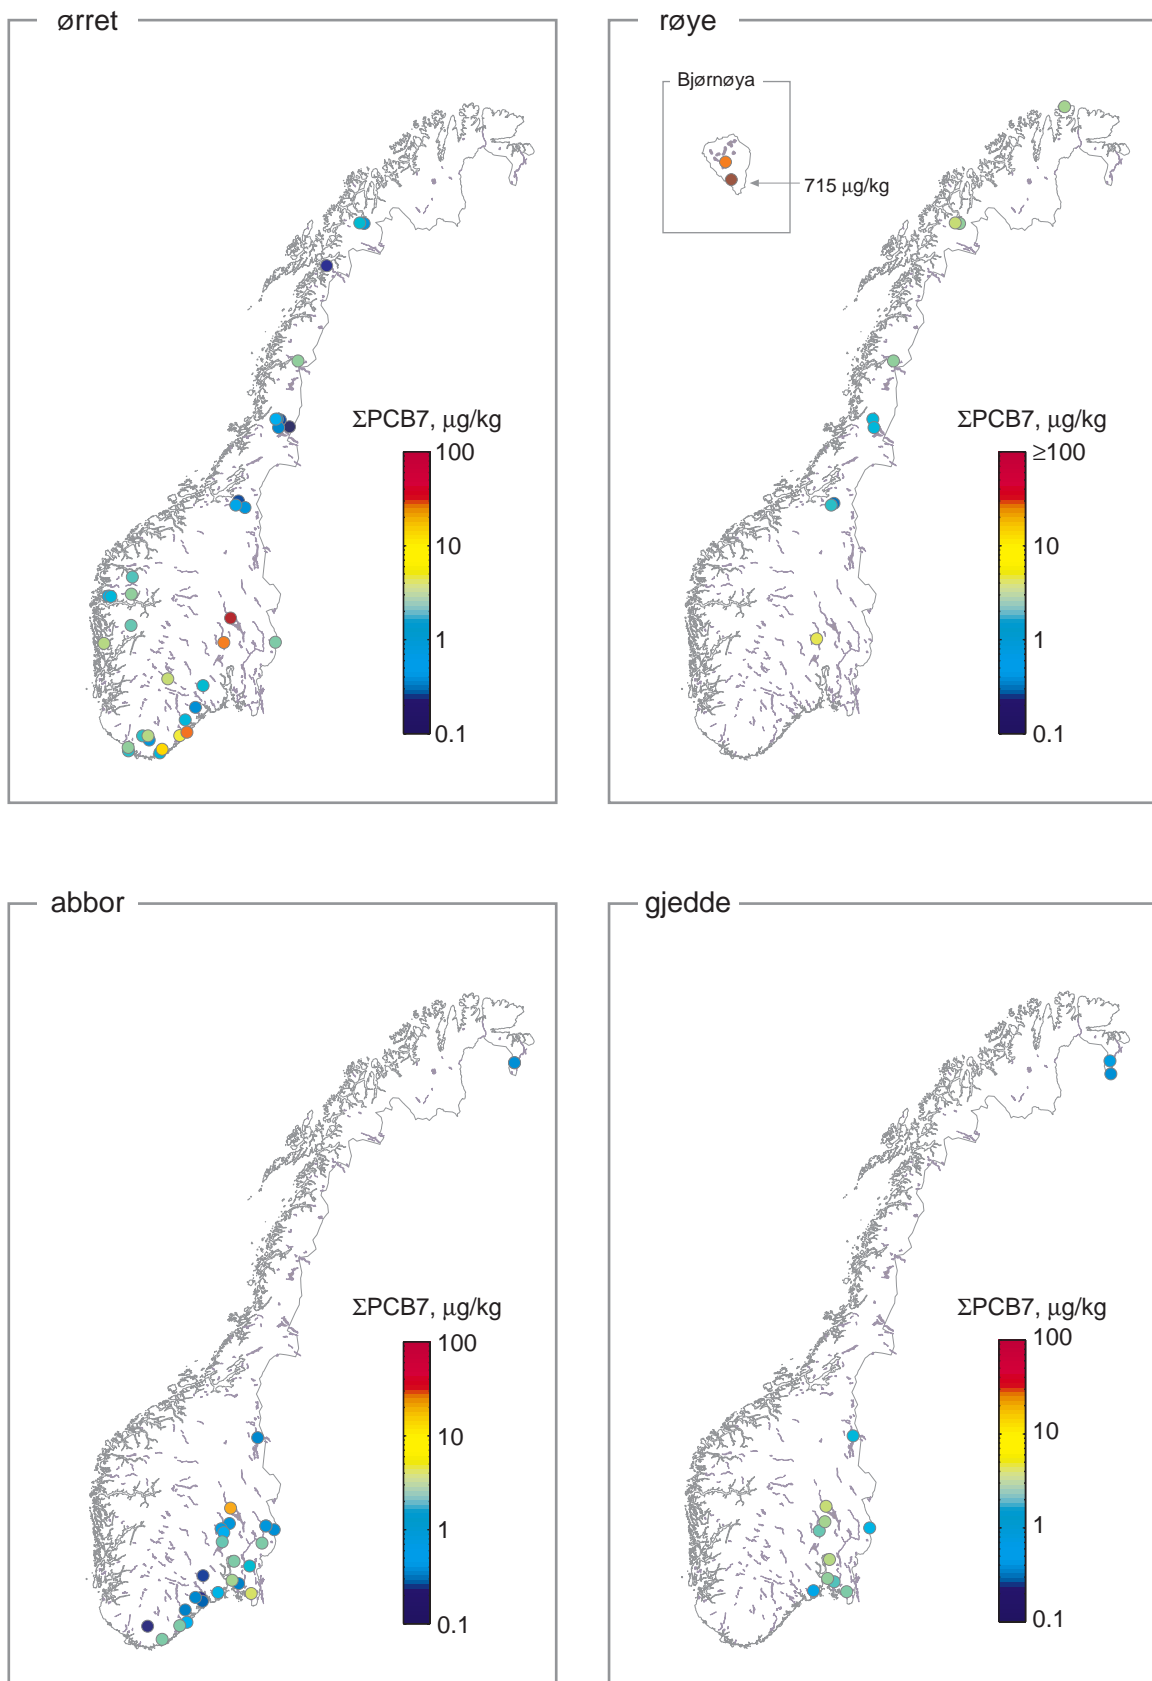 ørret
ΣPCB7, μg/kg
100
10
1
0.1
røye
Bjørnøya
715 μg/kg
ΣPCB7, μg/kg
≥100
10
1
0.1
abbor
ΣPCB7, μg/kg
100
10
1
0.1
gjedde
ΣPCB7, μg/kg
100
10
1
0.1